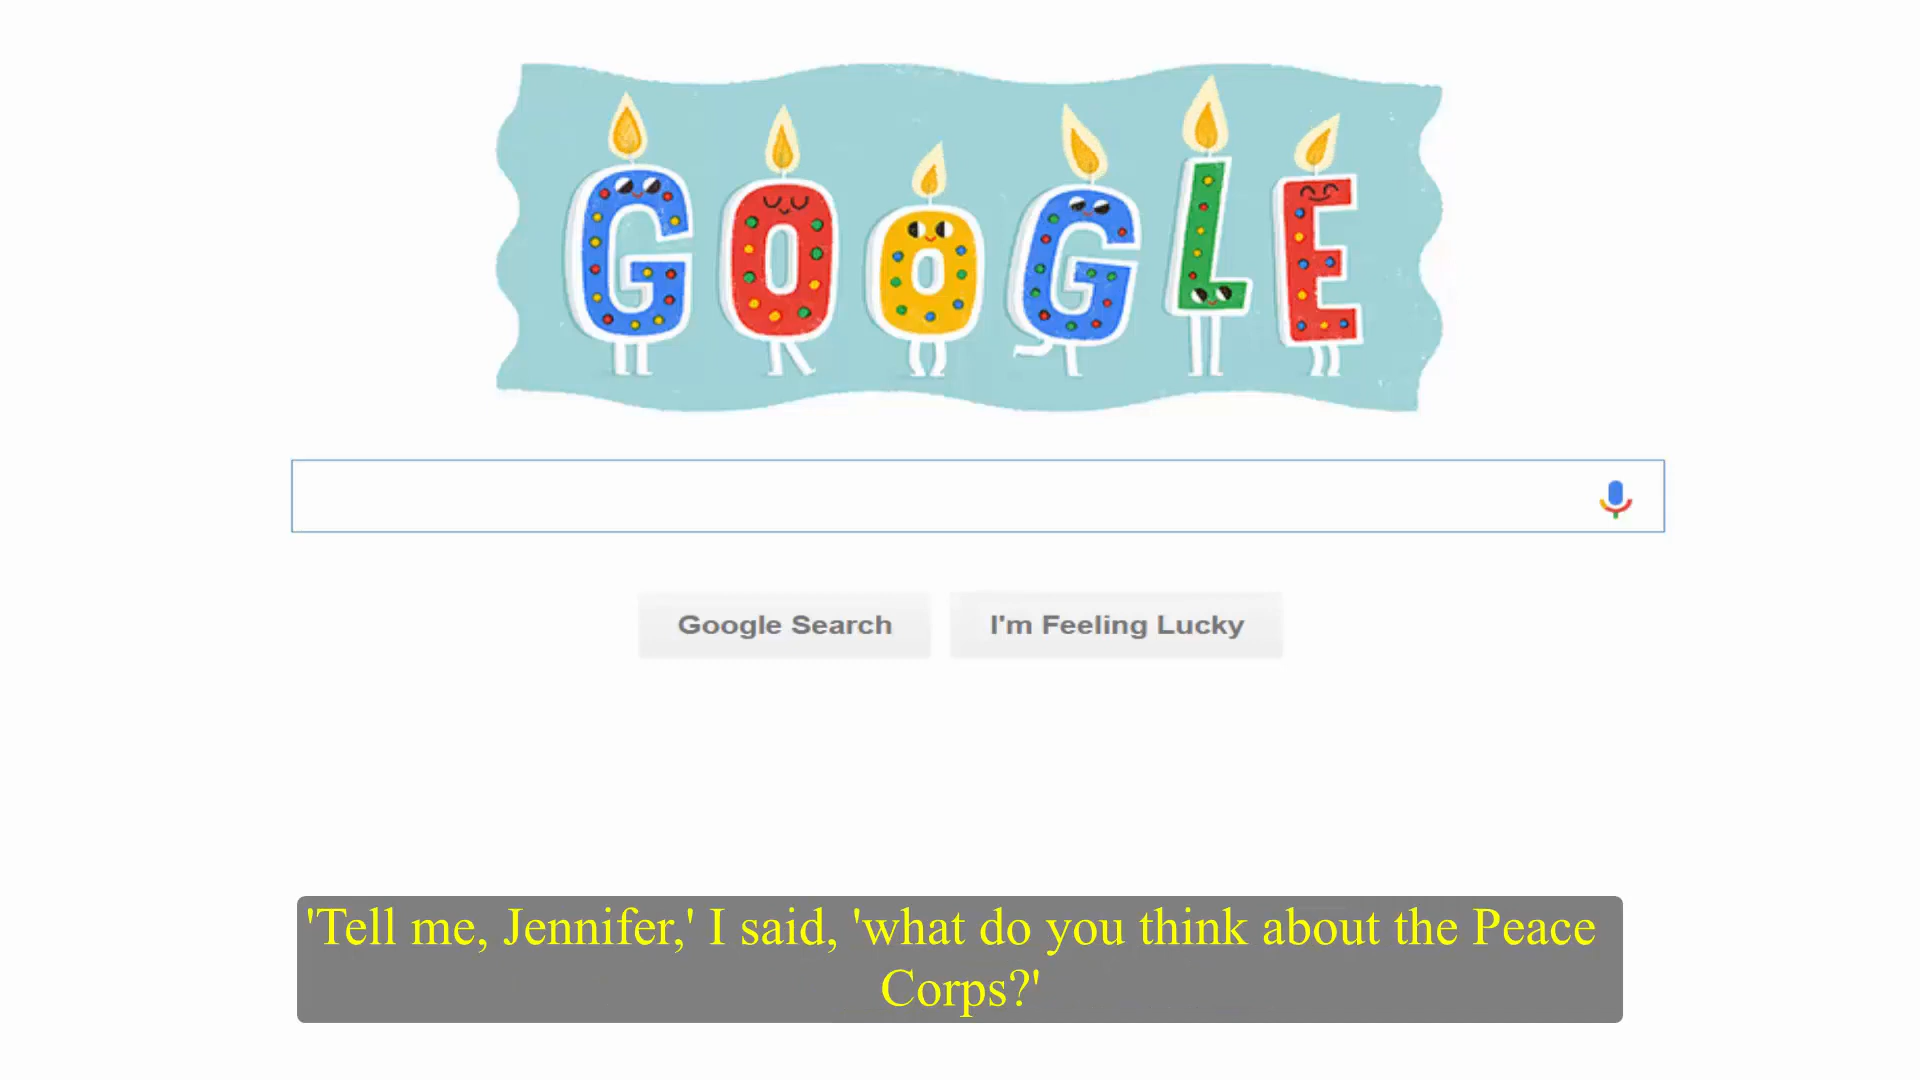 GOOGLE
Google Search
I'm Feeling Lucky
'Tell me, Jennifer,' I said, 'what do you think about the Peace
Corps?'